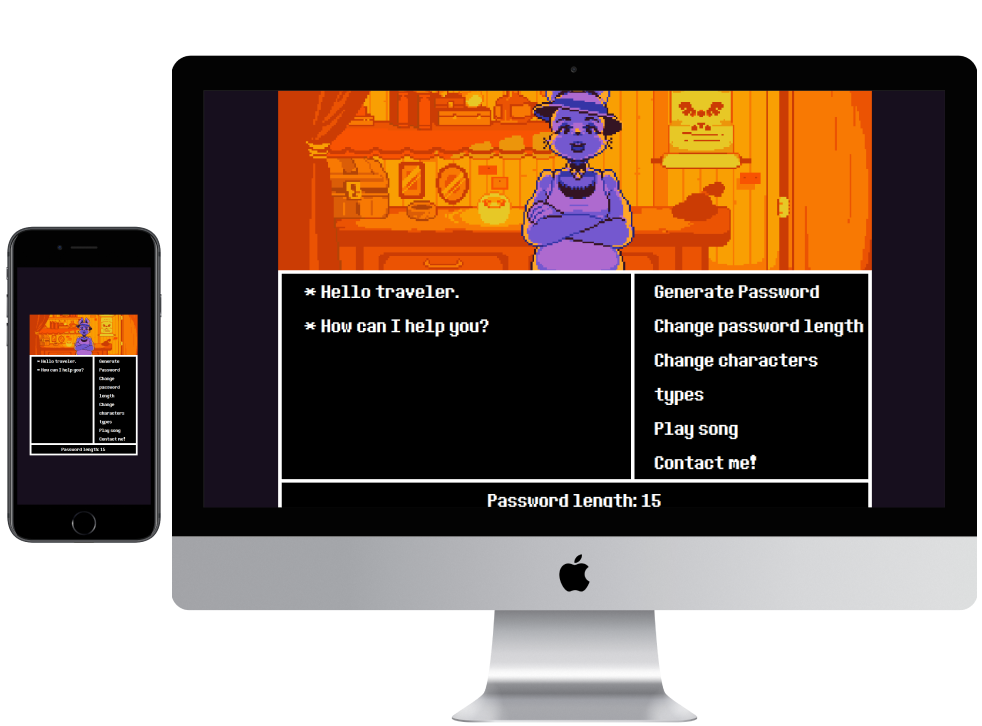 * Hello traveler.
* How can I help you?
Generate Password
Change password length
Change characters
types
Play song
Contact me!
Password length: 15
* Hello traveler.
* How can I help you?
Generate
Password
Change
password
length
Change
characters
types
Play song
Contact me!
Password length: 15